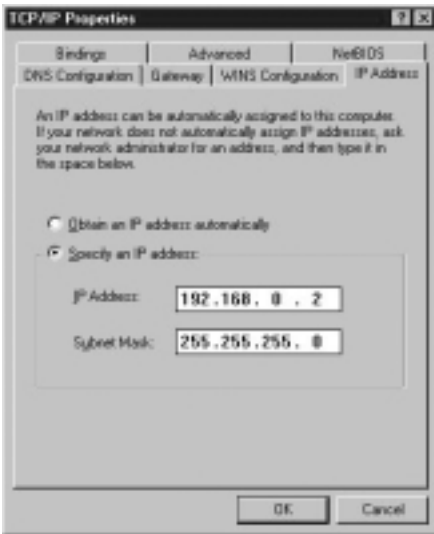 TCP/IP Properties
? X
Bindings Advanced NetBIOS
DNS Configuration Gateway WINS Configuration IP Address
An IP address can be automatically assigned to this computer.
If your network does not automatically assign IP addresses, ask
your network administrator for an address, and then type it in
the space below.
Obtain an IP address automatically
Specify an IP address:
IP Address: 192.168. 0 . 2
Subnet Mask: 255.255.255. 0
OK Cancel